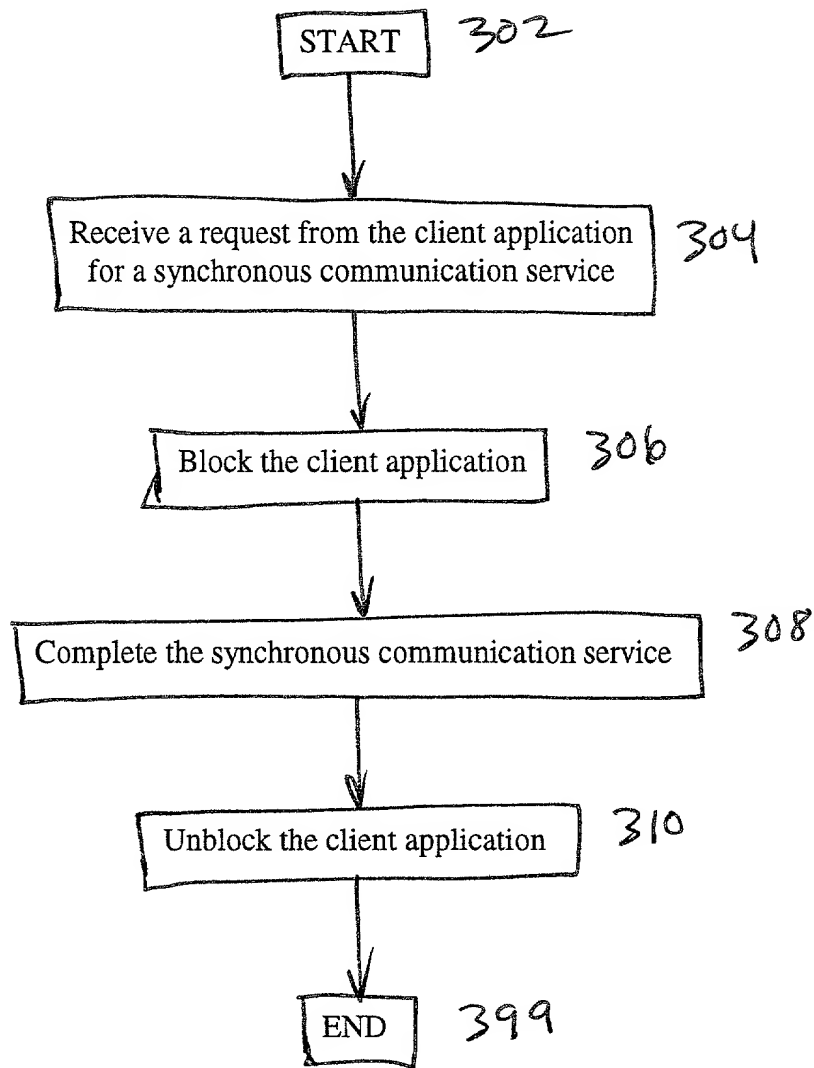 START 302
Receive a request from the client application
for a synchronous communication service 304
Block the client application 306
Complete the synchronous communication service 308
Unblock the client application 310
END 399